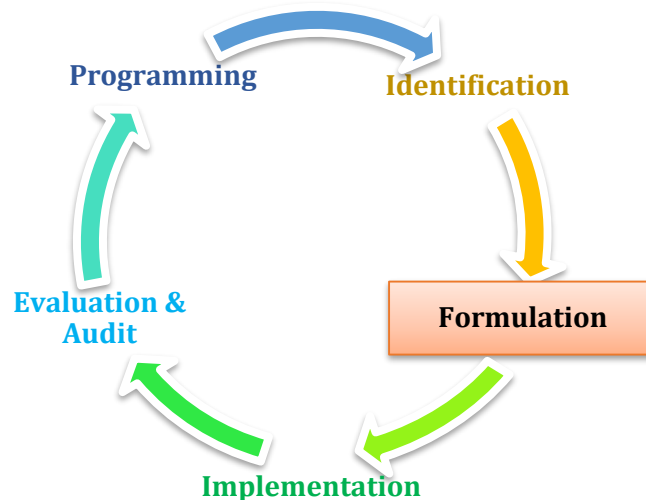 Programming
Identification
Formulation
Evaluation &
Audit
Implementation